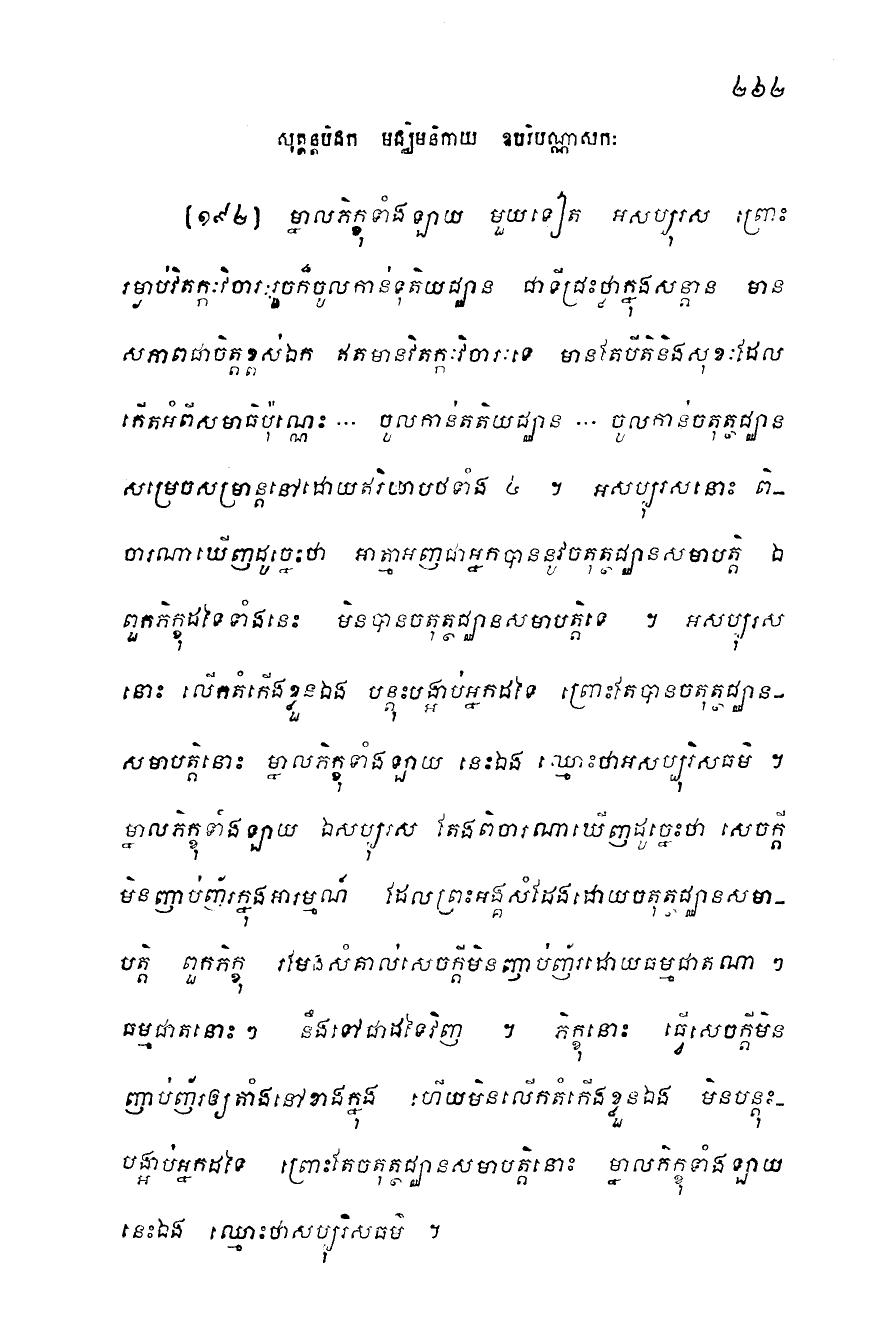 ២៦២
សុត្តន្តបិដក មជ្ឈិមនិកាយ ឧបរិបណ្ណាសកៈ
[១៩២] ម្នាលភិក្ខុទាំងឡាយ មួយទៀត អសប្បុរស ព្រោះ
រម្ងាប់វិតក្កៈវិចារៈរួចក៏ចូលកាន់ទុតិយជ្ឈាន ជាទីជ្រះថ្លាក្នុងសន្តាន មាន
សភាពជាចិត្តខ្ពស់ឯក ឥតមានវិតក្កៈវិចារៈទេ មានតែបីតិនិងសុខៈដែល
កើតអំពីសមាធិប៉ុណ្ណេះ ... ចូលកាន់តតិយជ្ឈាន ... ចូលកាន់ចតុត្ថជ្ឈាន
សម្រេចសម្រាន្តនៅដោយឥរិយាបថទាំង ៤ ។ អសប្បុរសនោះ ពិ-
ចារណាឃើញដូច្នេះថា អាត្មាអញជាអ្នកបាននូវចតុត្ថជ្ឈានសមាបត្តិ ឯ
ពួកភិក្ខុដទៃទាំងនេះ មិនបានចតុត្ថជ្ឈានសមាបត្តិទេ ។ អសប្បុរស
នោះ លើកតំកើងខ្លួនឯង បន្តុះបង្អាប់អ្នកដទៃ ព្រោះតែបានចតុត្ថជ្ឈាន-
សមាបត្តិនោះ ម្នាលភិក្ខុទាំងឡាយ នេះឯង ឈ្មោះថាអសប្បុរិសធម៌ ។
ម្នាលភិក្ខុទាំងឡាយ ឯសប្បុរស តែងពិចារណាឃើញដូច្នេះថា សេចក្តី
មិនញាប់ញ័រក្នុងអារម្មណ៍ ដែលព្រះអង្គសំដែងដោយចតុត្ថជ្ឈានសមា-
បត្តិ ពួកភិក្ខុ រមែងសំគាល់សេចក្តីមិនញាប់ញ័រដោយធម្មជាតណា ៗ
ធម្មជាតនោះ ៗ នឹងទៅជាដទៃវិញ ។ ភិក្ខុនោះ ធ្វើសេចក្តីមិន
ញាប់ញ័រឲ្យតាំងនៅខាងក្នុង ហើយមិនលើកតំកើងខ្លួនឯង មិនបន្តុះ-
បង្អាប់អ្នកដទៃ ព្រោះតែចតុត្ថជ្ឈានសមាបត្តិនោះ ម្នាលភិក្ខុទាំងឡាយ
នេះឯង ឈ្មោះថាសប្បុរិសធម៌ ។